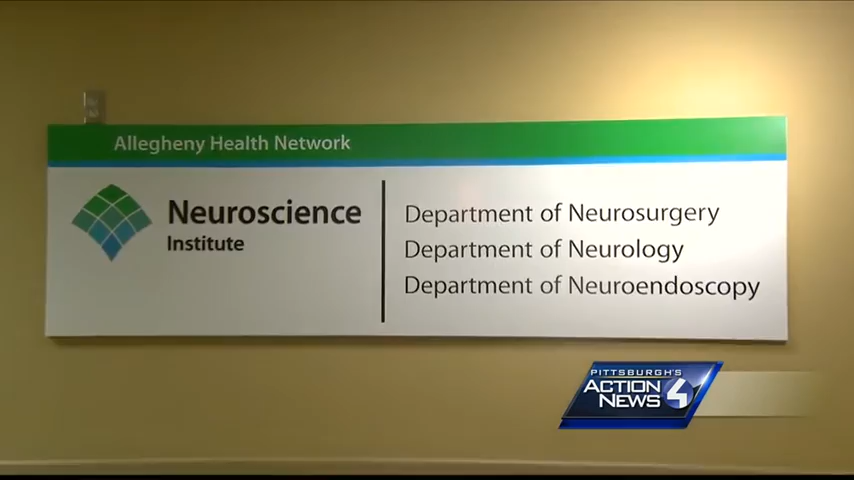 Allegheny Health Network
Neuroscience
Institute
Department of Neurosurgery
Department of Neurology
Department of Neuroendoscopy
PITTSBURGH'S
ACTION
NEWS
4